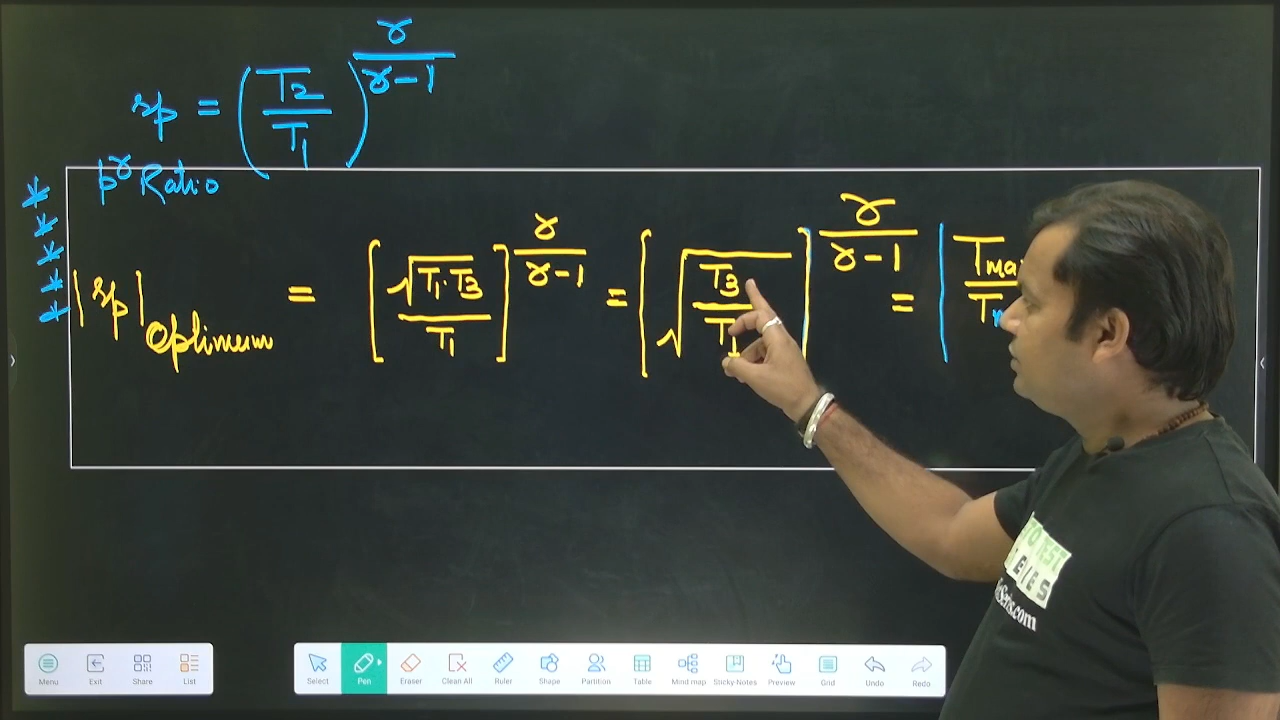 rp = (T2/T1)^(γ/(γ-1))
pr Ratio
|rp|optimum = [√(T1·T3)/T1]^(γ/(γ-1)) = [√(T3/T1)]^(γ/(γ-1)) = [Tma
T
Menu Exit Share List Select Pen Eraser Clean All Ruler Shape Partition Table Mind map Sticky Notes Preview Grid Undo Redo